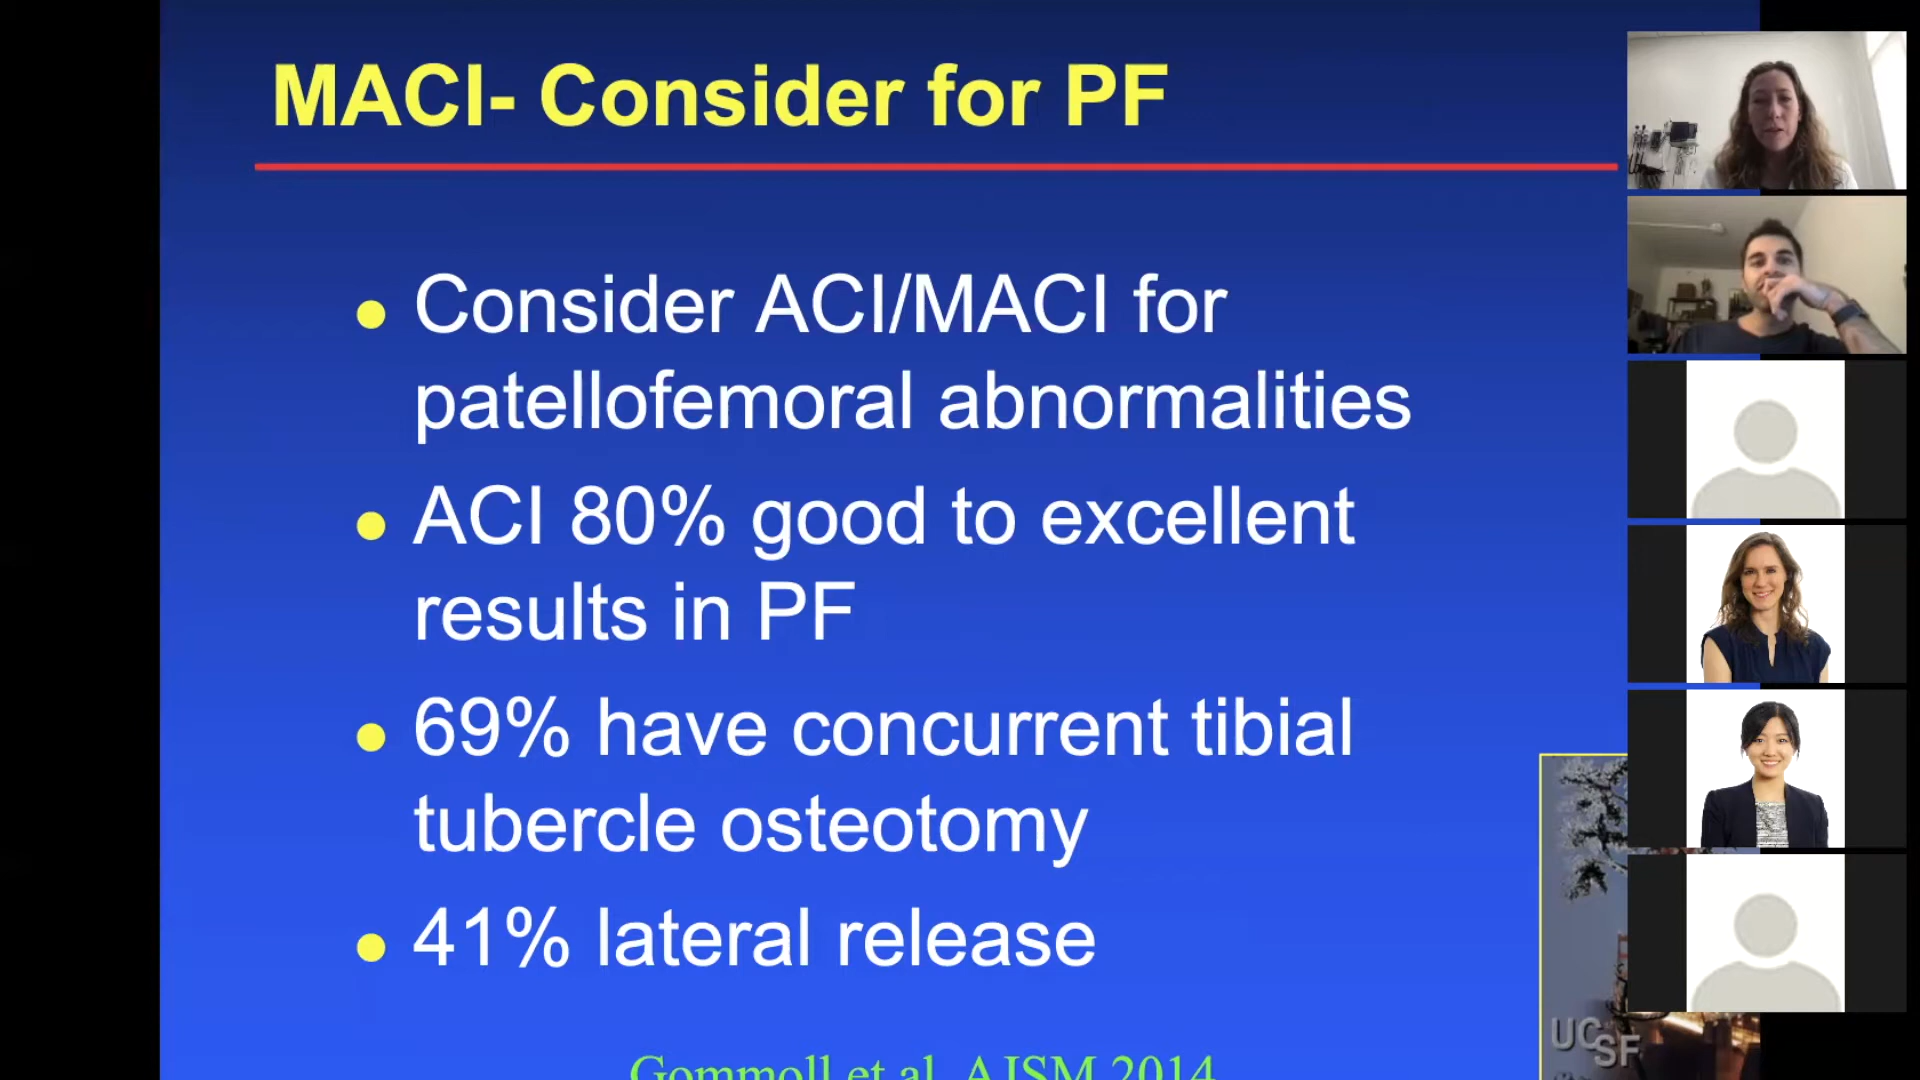 MACI- Consider for PF
Consider ACI/MACI for
patellofemoral abnormalities
ACI 80% good to excellent
results in PF
69% have concurrent tibial
tubercle osteotomy
41% lateral release
Gommoll et al. AJSM 2014
UCSF